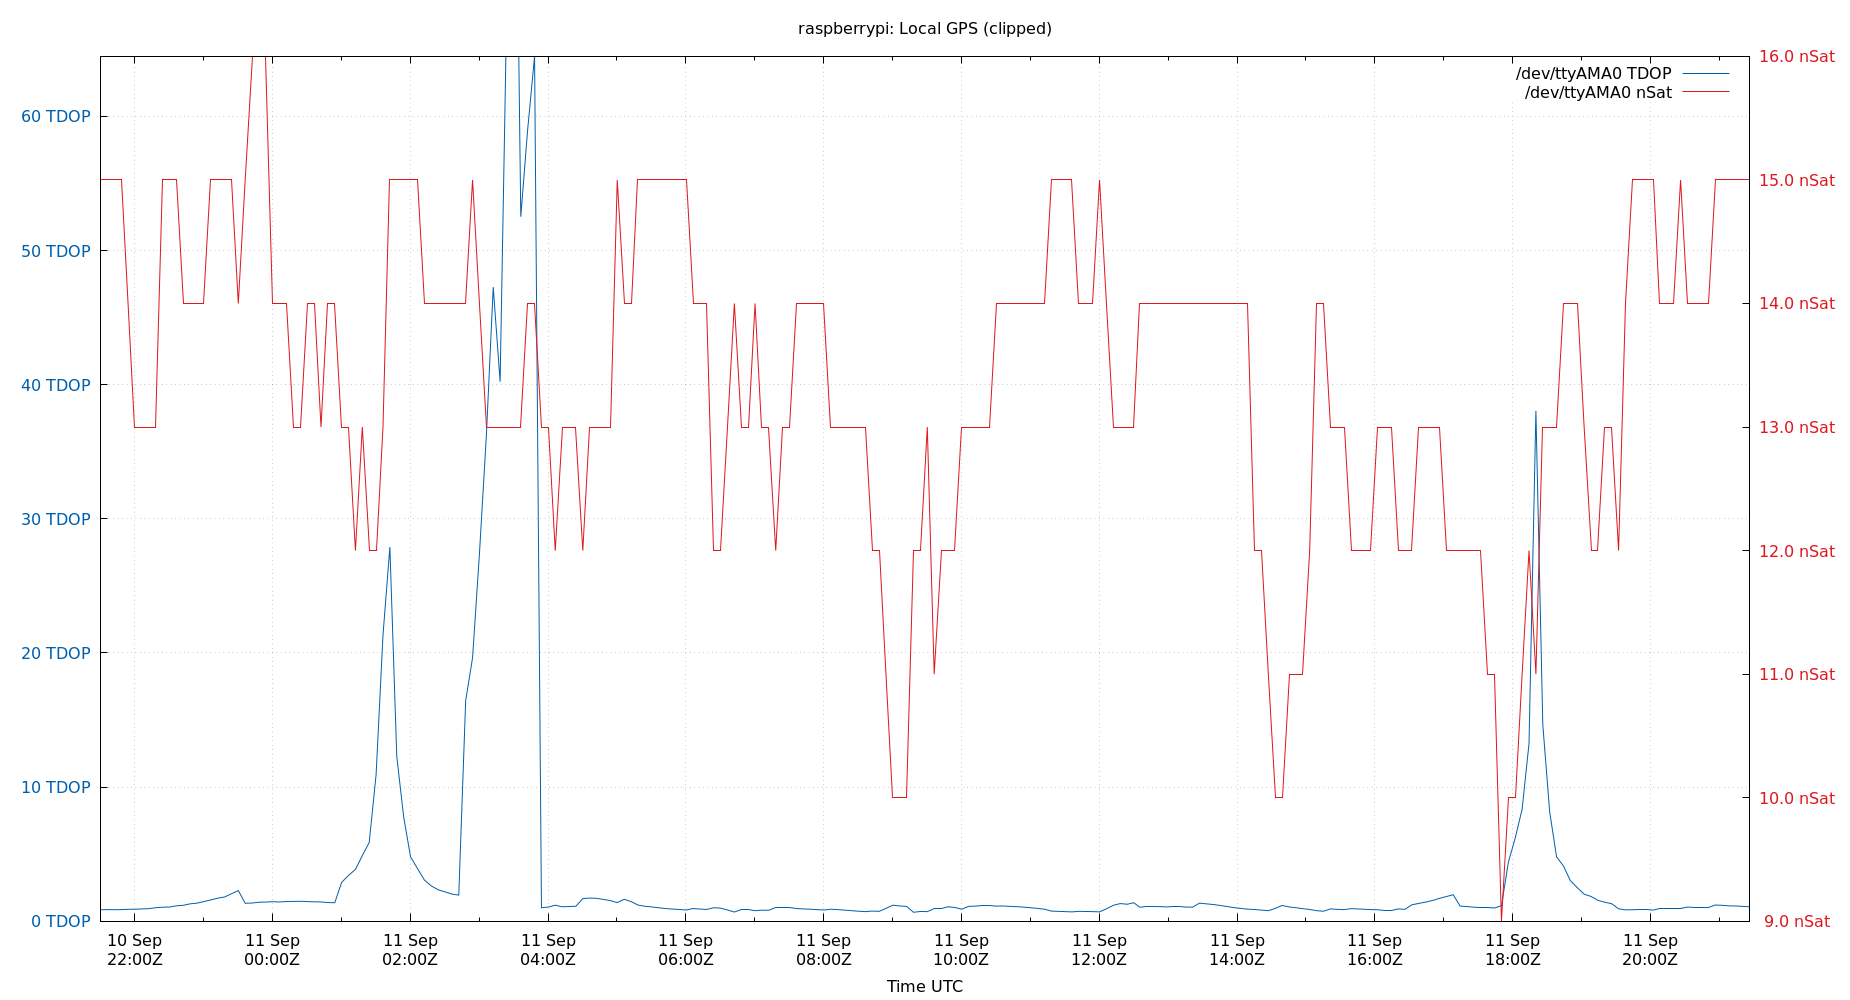 raspberrypi: Local GPS (clipped)
/dev/ttyAMA0 TDOP
/dev/ttyAMA0 nSat
60 TDOP
50 TDOP
40 TDOP
30 TDOP
20 TDOP
10 TDOP
0 TDOP
16.0 nSat
15.0 nSat
14.0 nSat
13.0 nSat
12.0 nSat
11.0 nSat
10.0 nSat
9.0 nSat
10 Sep
22:00Z
11 Sep
00:00Z
11 Sep
02:00Z
11 Sep
04:00Z
11 Sep
06:00Z
11 Sep
08:00Z
11 Sep
10:00Z
11 Sep
12:00Z
11 Sep
14:00Z
11 Sep
16:00Z
11 Sep
18:00Z
11 Sep
20:00Z
Time UTC